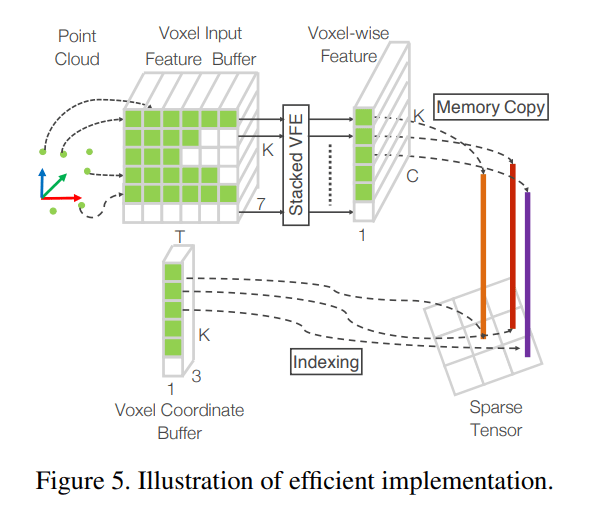 Point
Cloud
Voxel Input
Feature Buffer
Voxel-wise
Feature
K
7
T
Stacked VFE
K
C
1
Memory Copy
K
3
1
Voxel Coordinate
Buffer
Indexing
Sparse
Tensor
Figure 5. Illustration of efficient implementation.